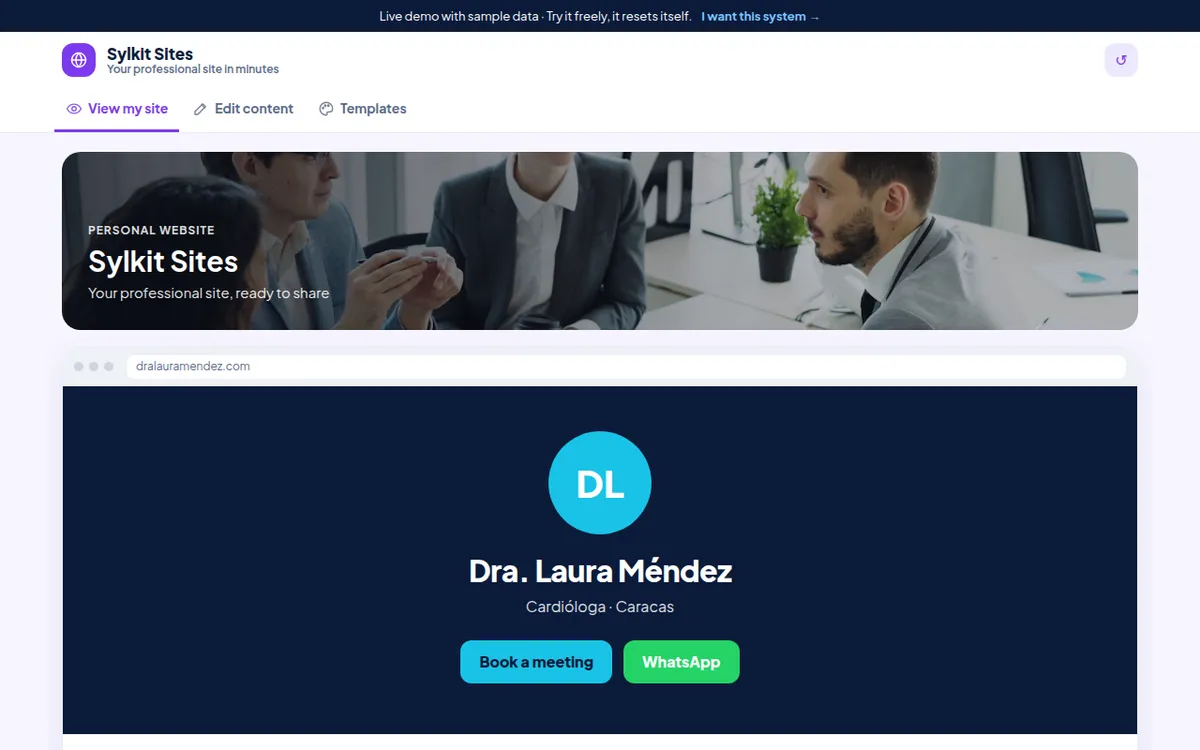 Live demo with sample data · Try it freely, it resets itself. I want this system →
Sylkit Sites
Your professional site in minutes
View my site
Edit content
Templates
PERSONAL WEBSITE
Sylkit Sites
Your professional site, ready to share
dralauramendez.com
DL
Dra. Laura Méndez
Cardióloga · Caracas
Book a meeting
WhatsApp